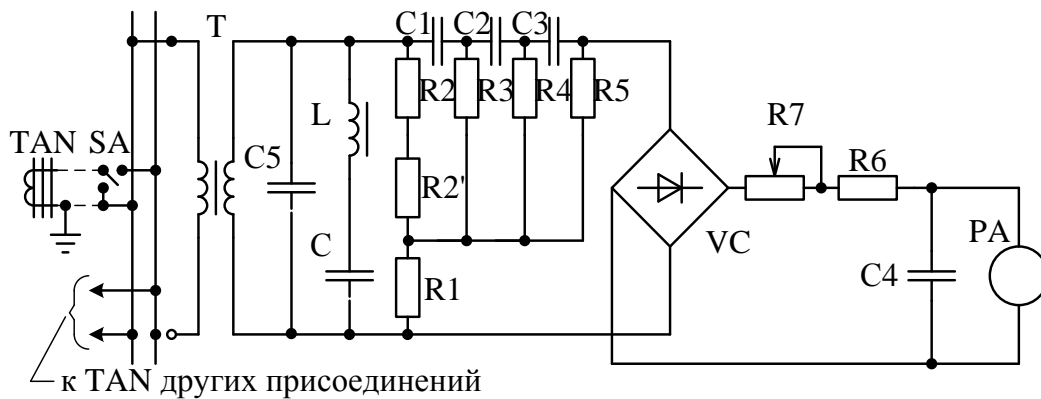 T
C1 C2 C3
R2 R3 R4 R5
L
R7
TAN SA
C5
R6
R2'
C
VC
PA
C4
R1
к TAN других присоединений